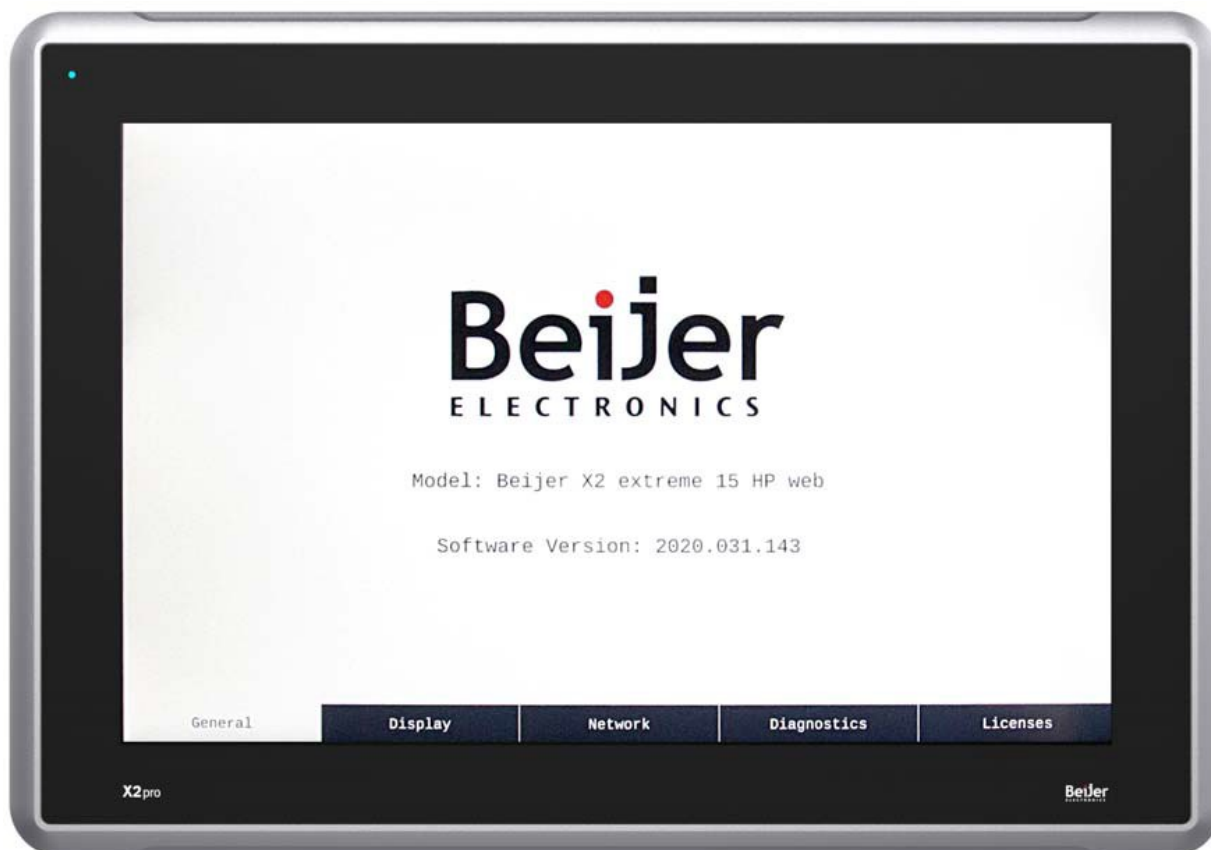 Beijer
ELECTRONICS
Model: Beijer X2 extreme 15 HP web
Software Version: 2020.031.143
General Display Network Diagnostics Licenses
X2pro Beijer
ELECTRONICS